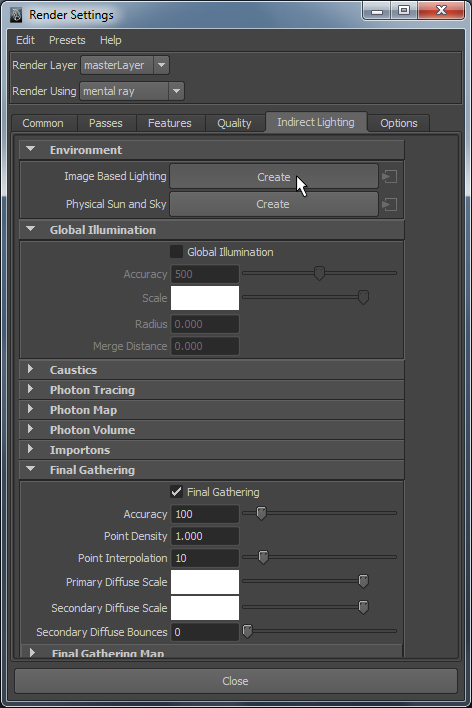 Render Settings
Edit Presets Help
Render Layer masterLayer
Render Using mental ray
Common Passes Features Quality Indirect Lighting Options
Environment
Image Based Lighting Create
Physical Sun and Sky Create
Global Illumination
Global Illumination
Accuracy 500
Scale
Radius 0.000
Merge Distance 0.000
Caustics
Photon Tracing
Photon Map
Photon Volume
Importons
Final Gathering
Final Gathering
Accuracy 100
Point Density 1.000
Point Interpolation 10
Primary Diffuse Scale
Secondary Diffuse Scale
Secondary Diffuse Bounces 0
Final Gathering Map
Close